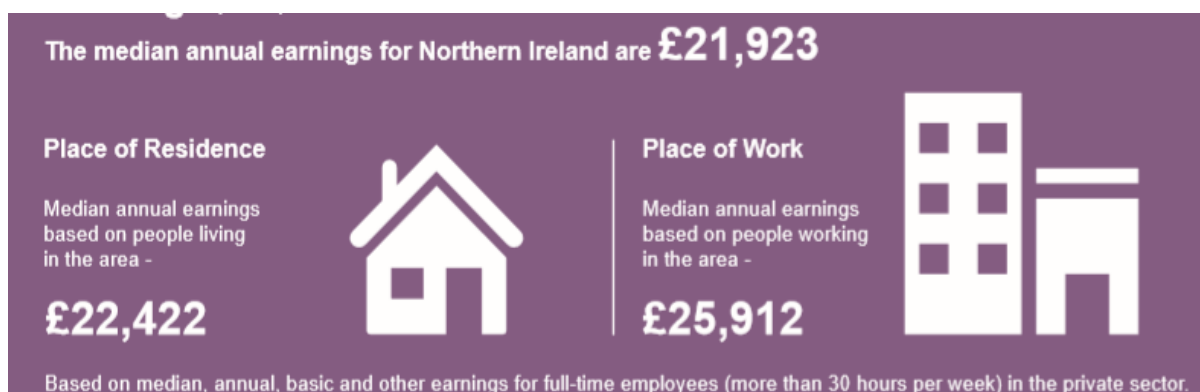 The median annual earnings for Northern Ireland are £21,923
Place of Residence
Median annual earnings
based on people living
in the area -
£22,422
Place of Work
Median annual earnings
based on people working
in the area -
£25,912
Based on median, annual, basic and other earnings for full-time employees (more than 30 hours per week) in the private sector.